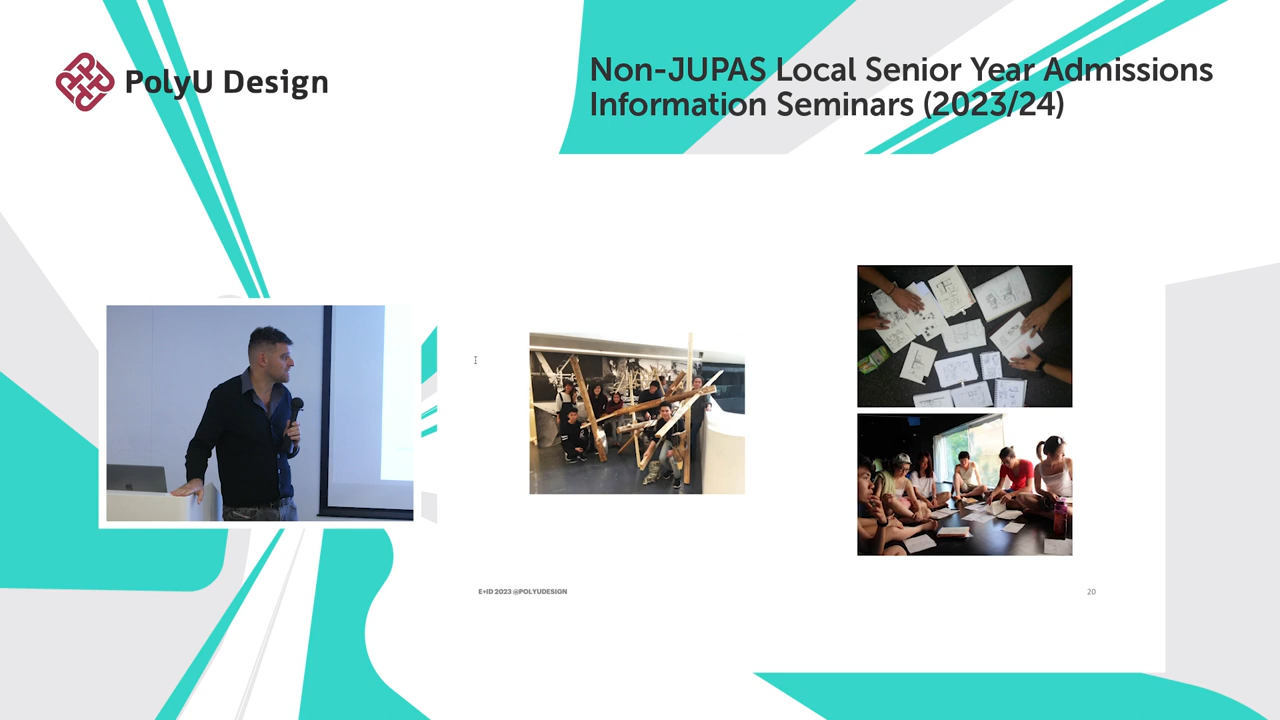 PolyU Design
Non-JUPAS Local Senior Year Admissions
Information Seminars (2023/24)
E+ID 2023 @POLYUDESIGN
20